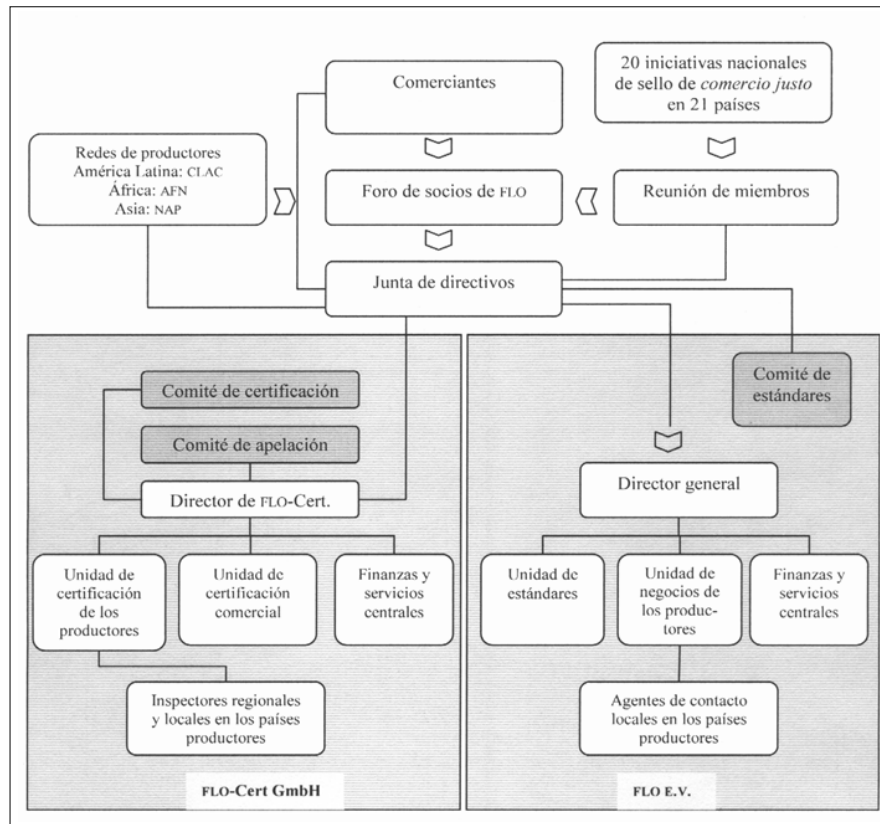 Comerciantes
20 iniciativas nacionales
de sello de comercio justo
en 21 países
Redes de productores
América Latina: CLAC
África: AFN
Asia: NAP
Foro de socios de FLO
Reunión de miembros
Junta de directivos
Comité de certificación
Comité de apelación
Director de FLO-Cert.
Unidad de
certificación
de los
productores
Unidad de
certificación
comercial
Finanzas y
servicios
centrales
Inspectores regionales
y locales en los países
productores
FLO-Cert GmbH
Comité de
estándares
Director general
Unidad de
estándares
Unidad de
negocios de
los produc-
tores
Finanzas y
servicios
centrales
Agentes de contacto
locales en los países
productores
FLO E.V.